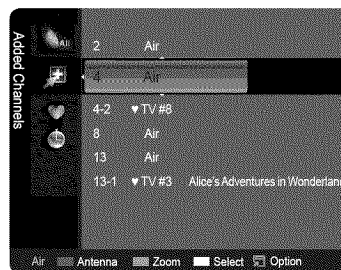 Added Channels
All
2 Air
4 Air
4-2 ♥ TV #8
8 Air
13 Air
13-1 ♥ TV #3 Alice's Adventures in Wonderland
Air Antenna Zoom Select Option